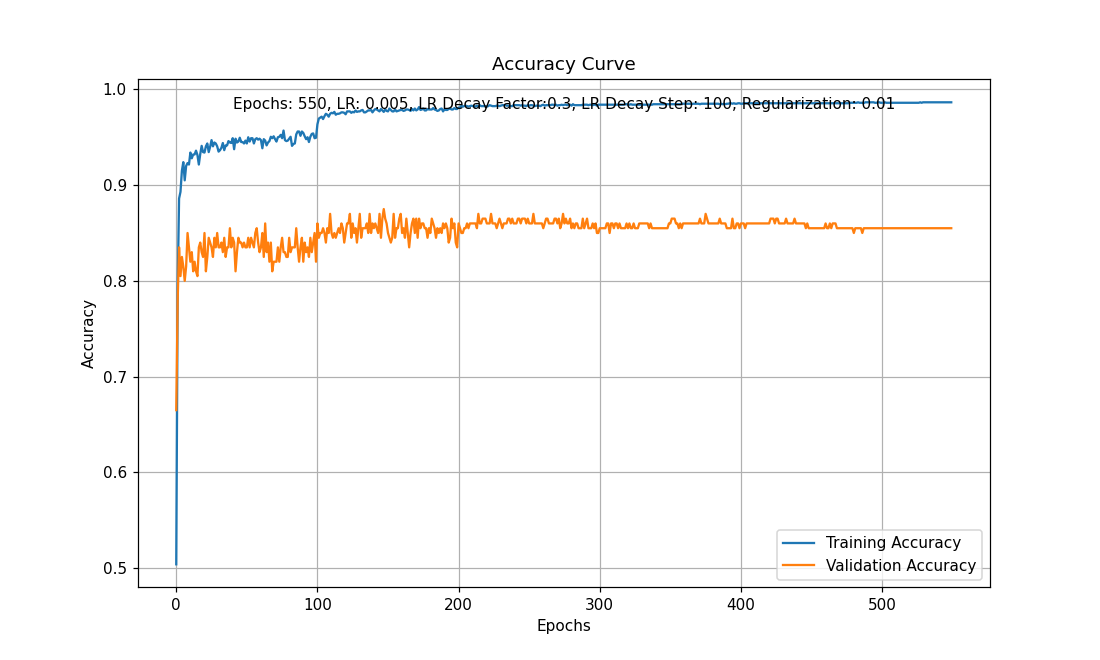 Accuracy Curve
Epochs: 550, LR: 0.005, LR Decay Factor:0.3, LR Decay Step: 100, Regularization: 0.01
1.0
0.9
0.8
0.7
0.6
0.5
Accuracy
Training Accuracy
Validation Accuracy
0 100 200 300 400 500
Epochs